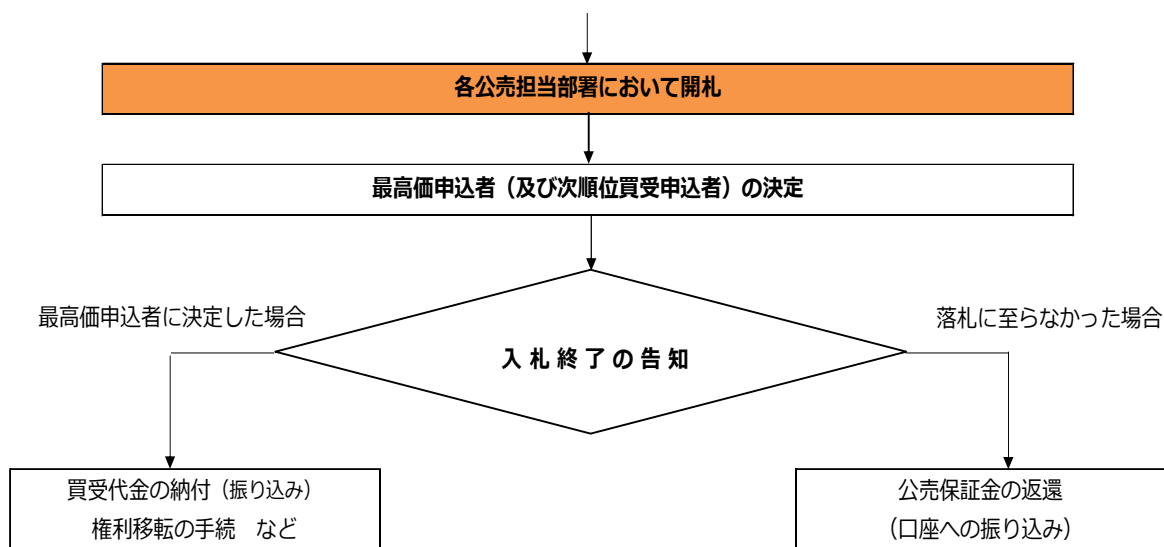 各公売担当部署において開札
最高価申込者（及び次順位買受申込者）の決定
最高価申込者に決定した場合
落札に至らなかった場合
入札終了の告知
買受代金の納付（振り込み）
権利移転の手続　など
公売保証金の返還
（口座への振り込み）